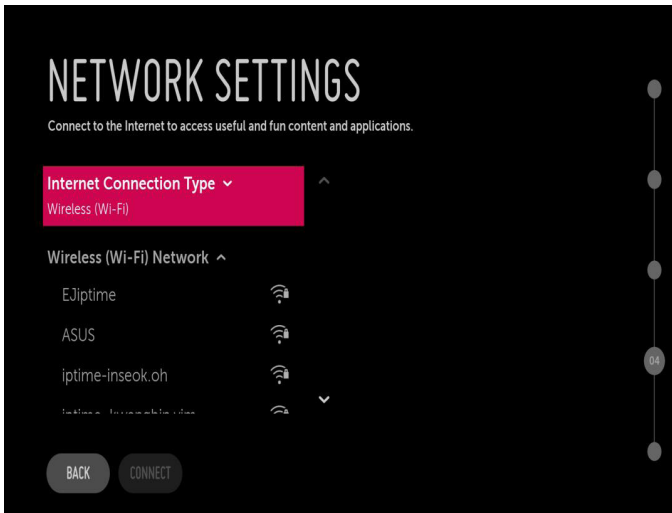 NETWORK SETTINGS
Connect to the Internet to access useful and fun content and applications.
Internet Connection Type
Wireless (Wi-Fi)
Wireless (Wi-Fi) Network
EJiptime
ASUS
iptime-inseok.oh
04
BACK
CONNECT